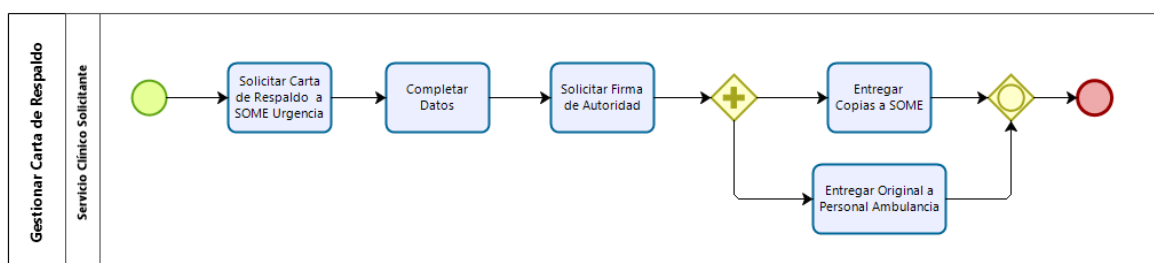 Gestionar Carta de Respaldo
Servicio Clínico Solicitante
Solicitar Carta
de Respaldo a
SOME Urgencia
Completar
Datos
Solicitar Firma
de Autoridad
Entregar
Copias a SOME
Entregar Original a
Personal Ambulancia